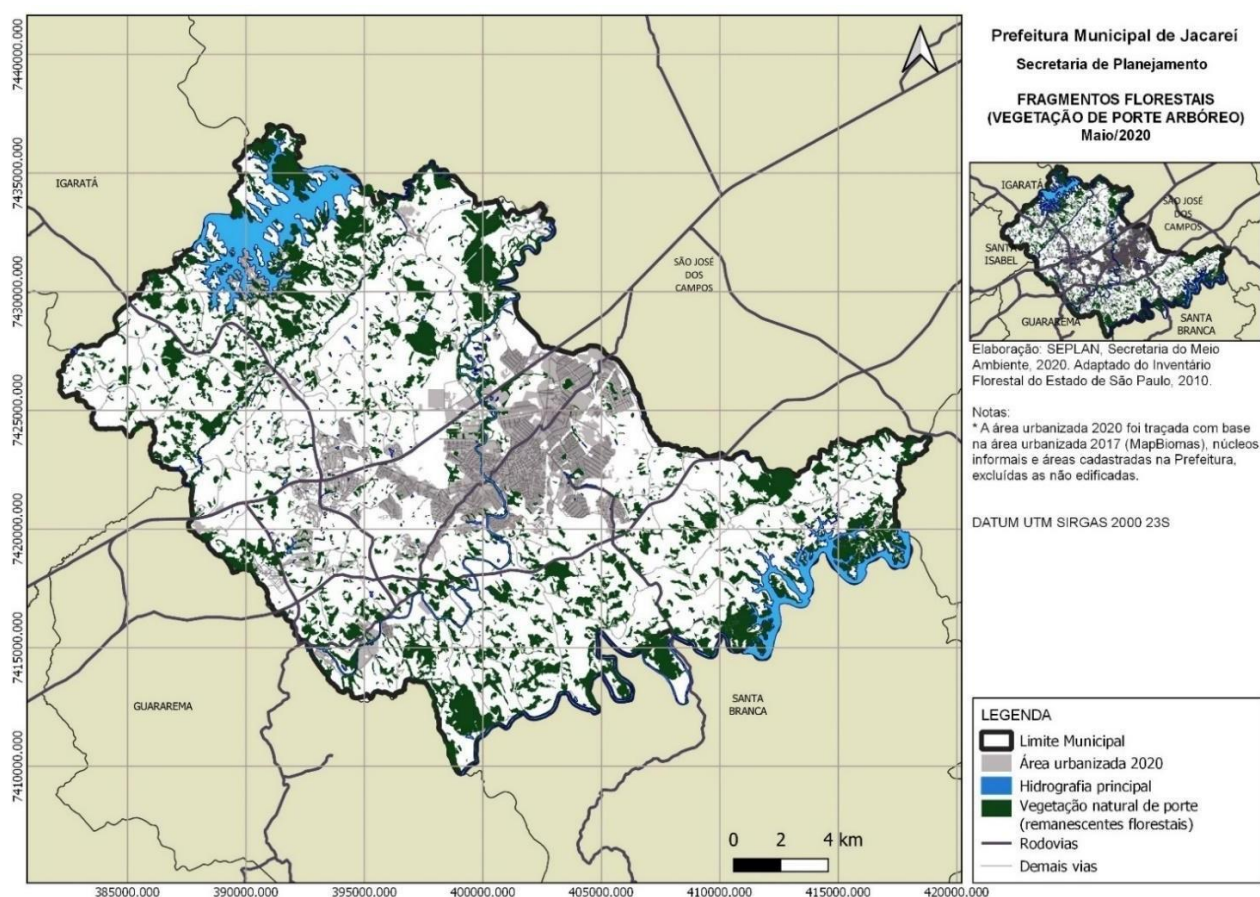 7440000.000
7435000.000
7430000.000
7425000.000
7420000.000
7415000.000
7410000.000
385000.000
390000.000
395000.000
400000.000
405000.000
410000.000
415000.000
420000.000
IGARATÁ
SÃO JOSÉ
DOS
CAMPOS
GUARAREMA
SANTA
BRANCA
0 2 4 km
Prefeitura Municipal de Jacareí
Secretaria de Planejamento
FRAGMENTOS FLORESTAIS
(VEGETAÇÃO DE PORTE ARBÓREO)
Maio/2020
IGARATÁ
SÃO JOSÉ
DOS
CAMPOS
SANTA
ISABEL
GUARAREMA
SANTA
BRANCA
Elaboração: SEPLAN, Secretaria do Meio
Ambiente, 2020. Adaptado do Inventário
Florestal do Estado de São Paulo, 2010.
Notas:
* A área urbanizada 2020 foi traçada com base
na área urbanizada 2017 (MapBiomas), núcleos
informais e áreas cadastradas na Prefeitura,
excluídas as não edificadas.
DATUM UTM SIRGAS 2000 23S
LEGENDA
Limite Municipal
Área urbanizada 2020
Hidrografia principal
Vegetação natural de porte
(remanescentes florestais)
Rodovias
Demais vias